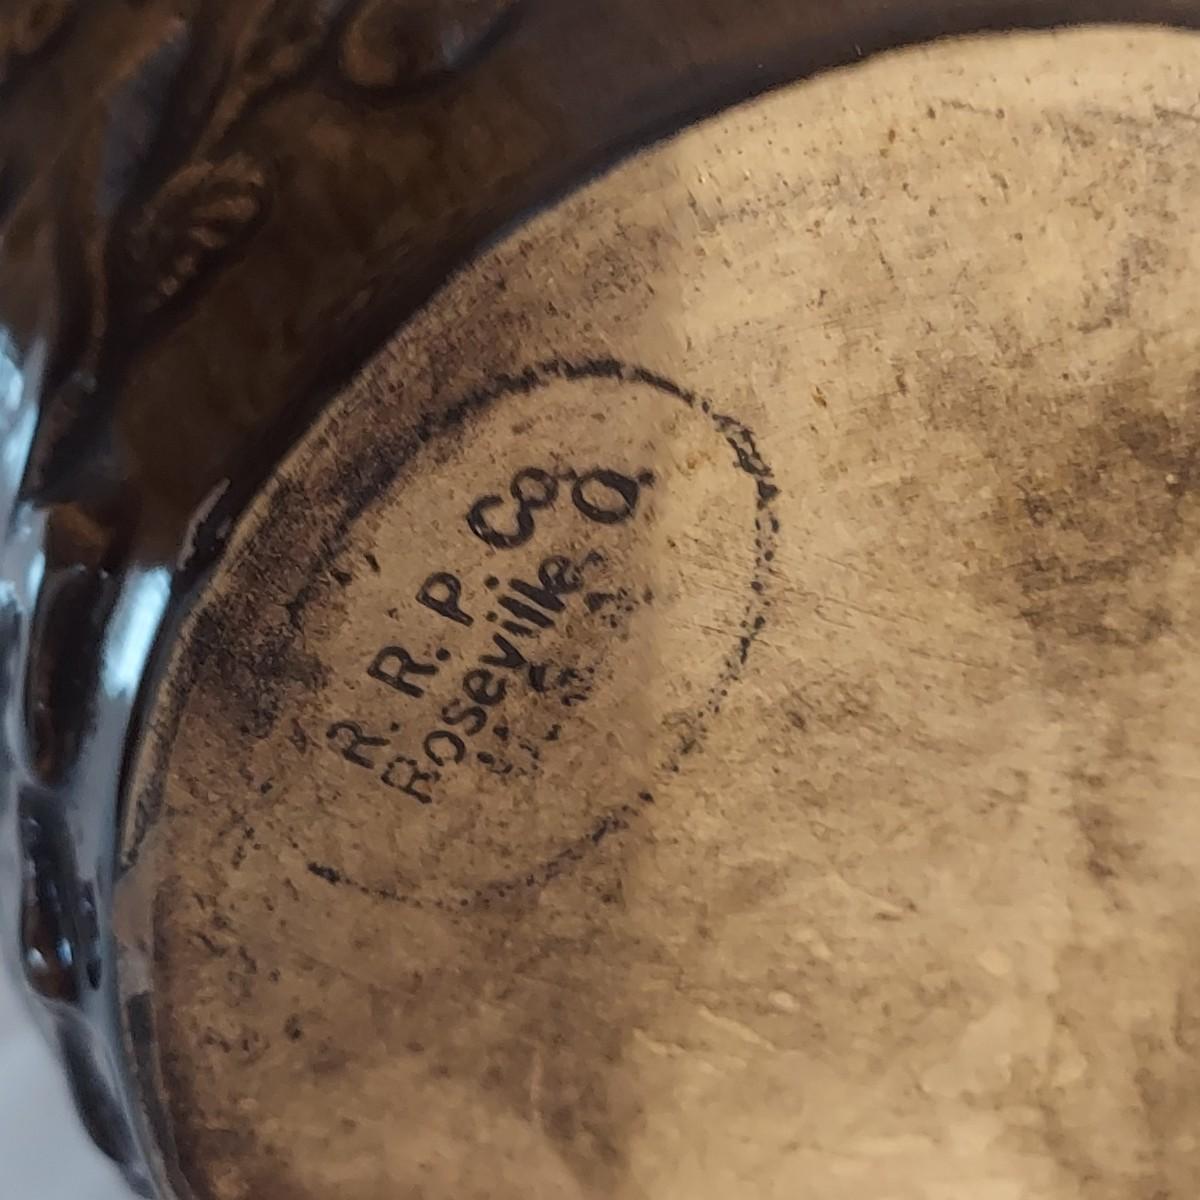 R. R. P. Co.
Roseville, O.